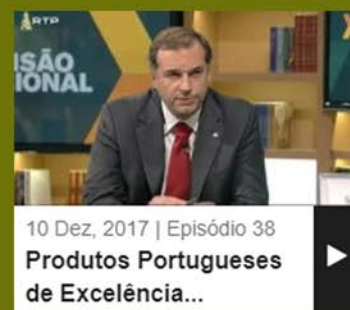 RTP
ISÃO
IONAL
10 Dez, 2017 | Episódio 38
Produtos Portugueses
de Excelência...